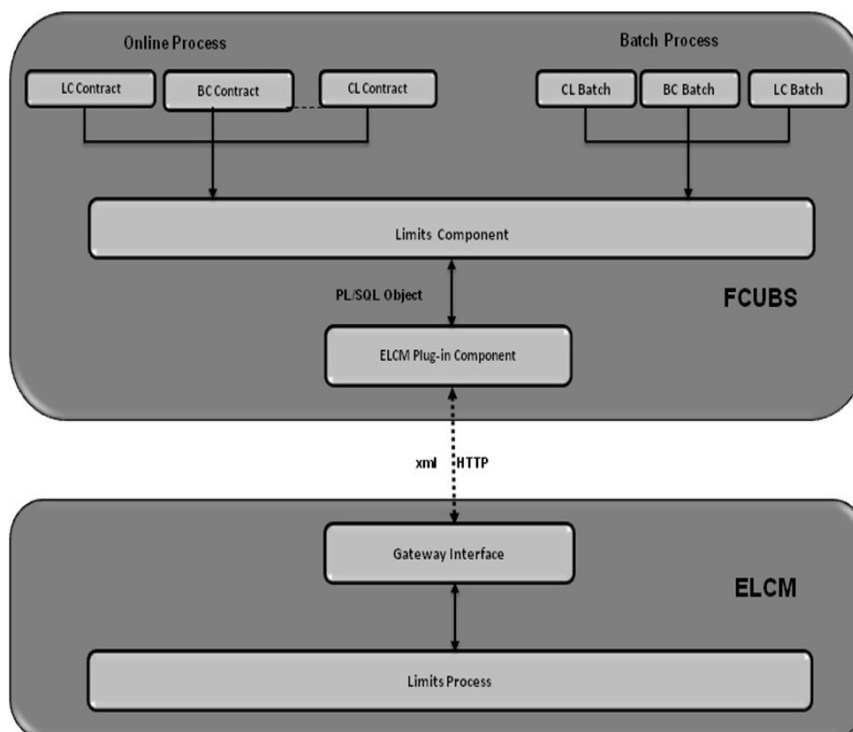 Online Process
Batch Process
LC Contract
BC Contract
CL Contract
CL Batch
BC Batch
LC Batch
Limits Component
PL/SQL Object
FCUBS
ELCM Plug-in Component
xml HTTP
Gateway Interface
ELCM
Limits Process